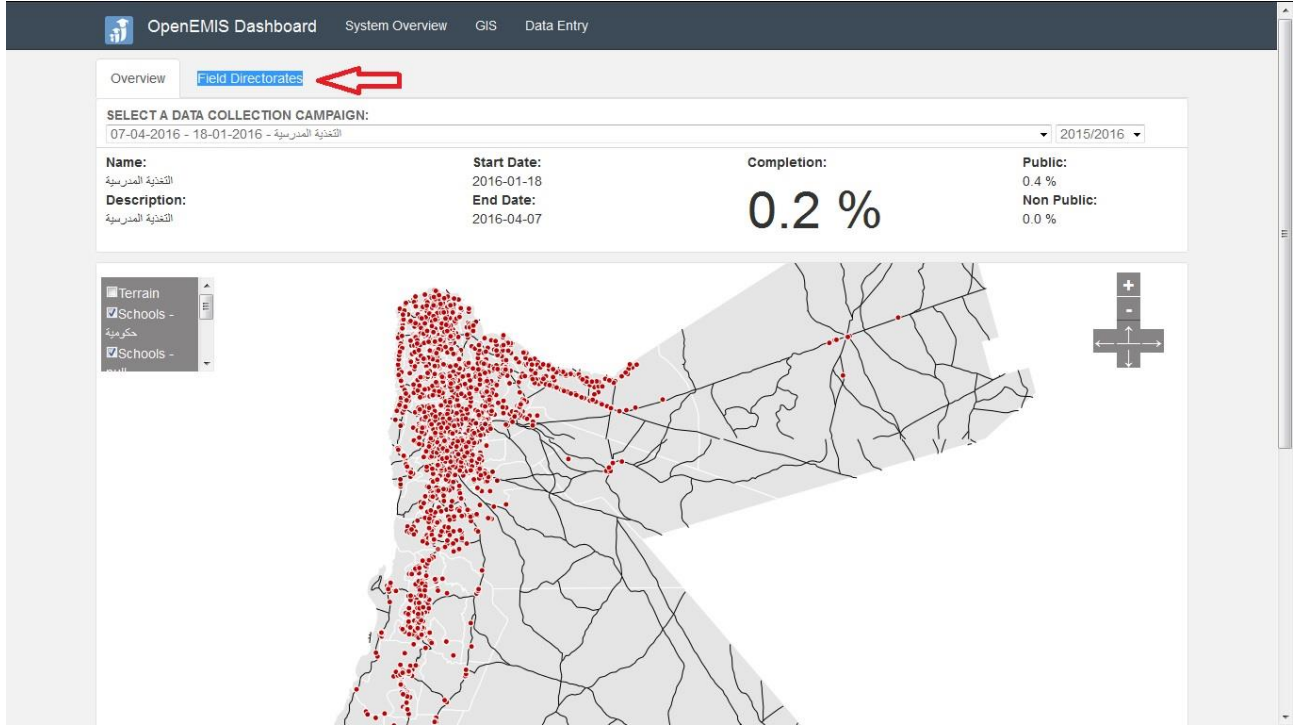 OpenEMIS Dashboard System Overview GIS Data Entry
Overview Field Directorates
SELECT A DATA COLLECTION CAMPAIGN:
07-04-2016 - 18-01-2016 - التغذية المدرسية 2015/2016
Name: Start Date: Completion: Public:
التغذية المدرسية 2016-01-18 0.2 % 0.4 %
Description: End Date: Non Public:
التغذية المدرسية 2016-04-07 0.0 %
Terrain
Schools -
حكومية
Schools -
+
-